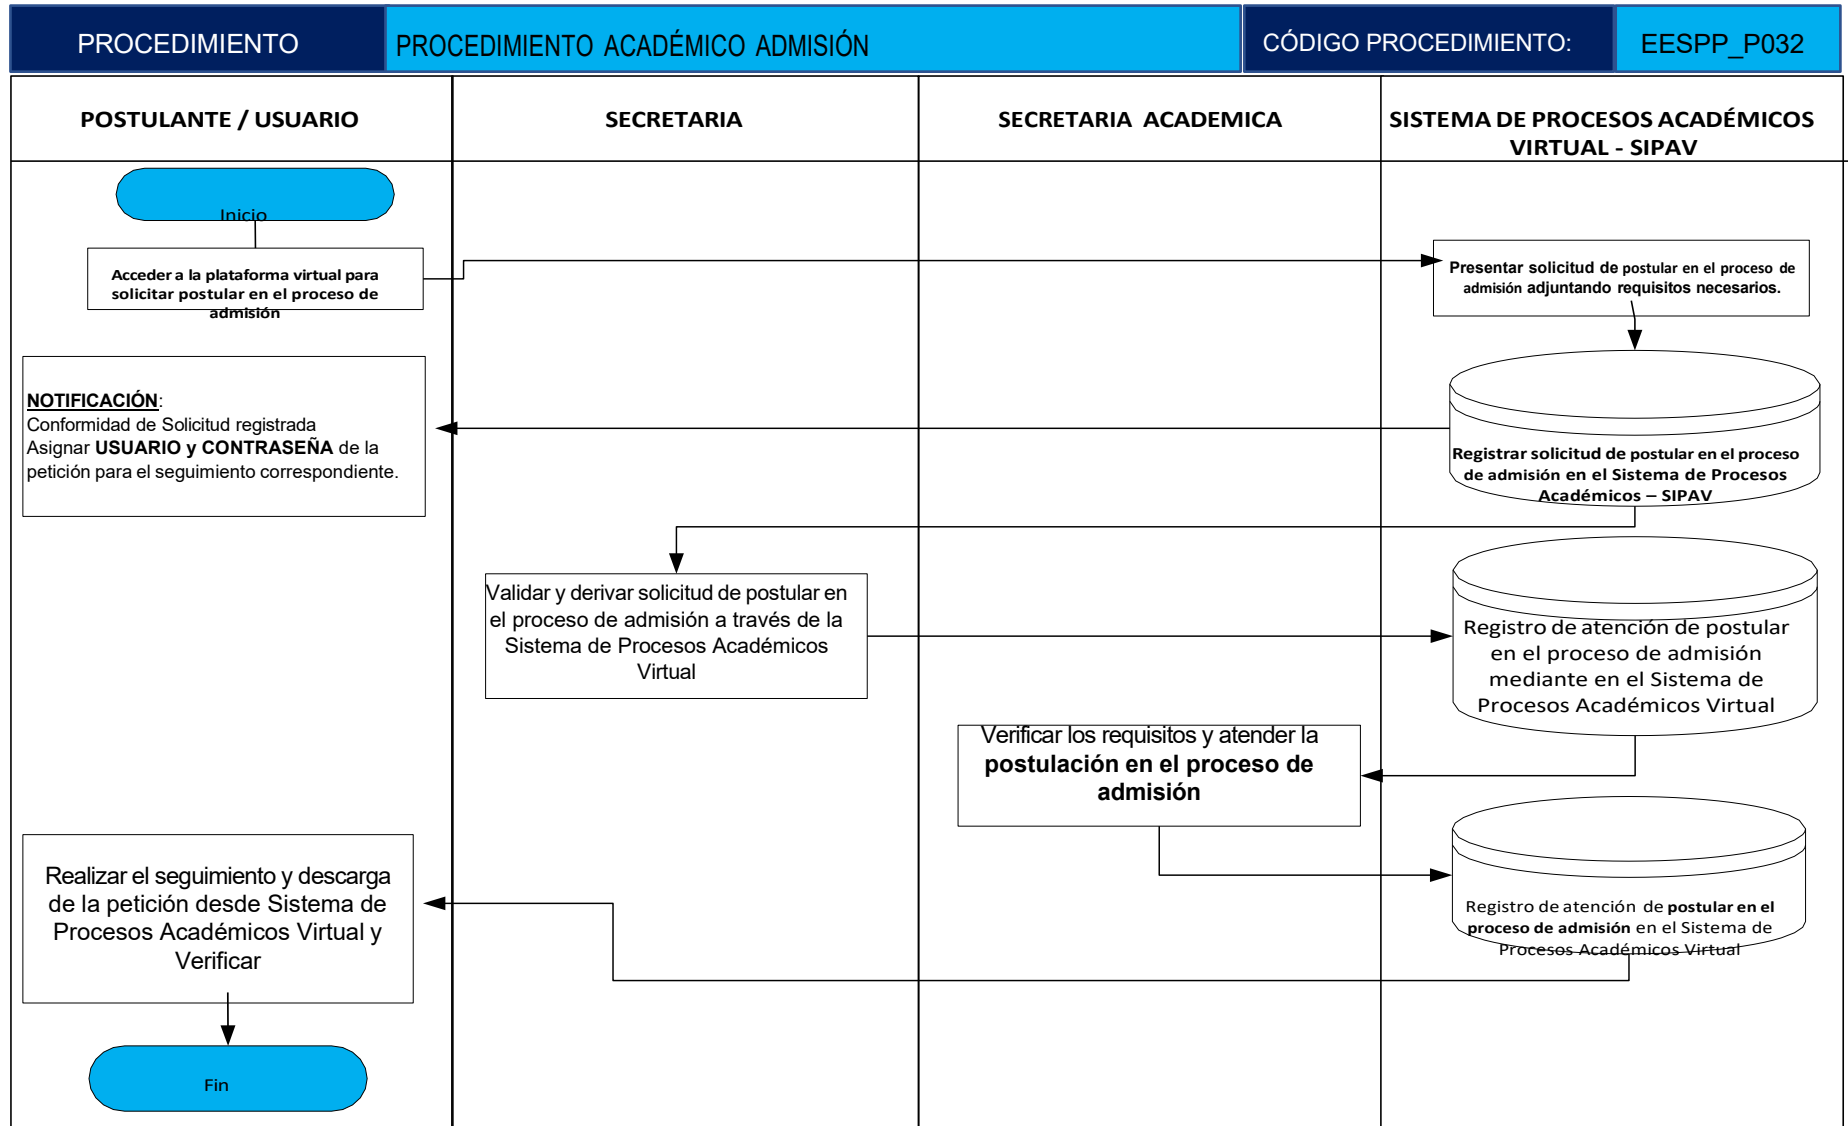 PROCEDIMIENTO
PROCEDIMIENTO ACADÉMICO ADMISIÓN
CÓDIGO PROCEDIMIENTO:
EESPP_P032
POSTULANTE / USUARIO
SECRETARIA
SECRETARIA ACADEMICA
SISTEMA DE PROCESOS ACADÉMICOS
VIRTUAL - SIPAV
Inicio
Acceder a la plataforma virtual para
solicitar postular en el proceso de
admisión
Presentar solicitud de postular en el proceso de
admisión adjuntando requisitos necesarios.
NOTIFICACIÓN:
Conformidad de Solicitud registrada
Asignar USUARIO y CONTRASEÑA de la
petición para el seguimiento correspondiente.
Registrar solicitud de postular en el proceso
de admisión en el Sistema de Procesos
Académicos – SIPAV
Validar y derivar solicitud de postular en
el proceso de admisión a través de la
Sistema de Procesos Académicos
Virtual
Registro de atención de postular
en el proceso de admisión
mediante en el Sistema de
Procesos Académicos Virtual
Verificar los requisitos y atender la
postulación en el proceso de
admisión
Realizar el seguimiento y descarga
de la petición desde Sistema de
Procesos Académicos Virtual y
Verificar
Registro de atención de postular en el
proceso de admisión en el Sistema de
Procesos Académicos Virtual
Fin